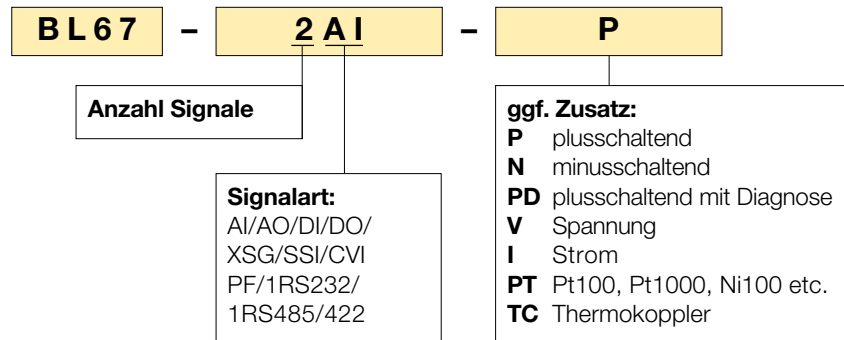 BL67 – 2AI – P
Anzahl Signale
Signalart:
AI/AO/DI/DO/
XSG/SSI/CVI
PF/1RS232/
1RS485/422
ggf. Zusatz:
P plusschaltend
N minusschaltend
PD plusschaltend mit Diagnose
V Spannung
I Strom
PT Pt100, Pt1000, Ni100 etc.
TC Thermokoppler